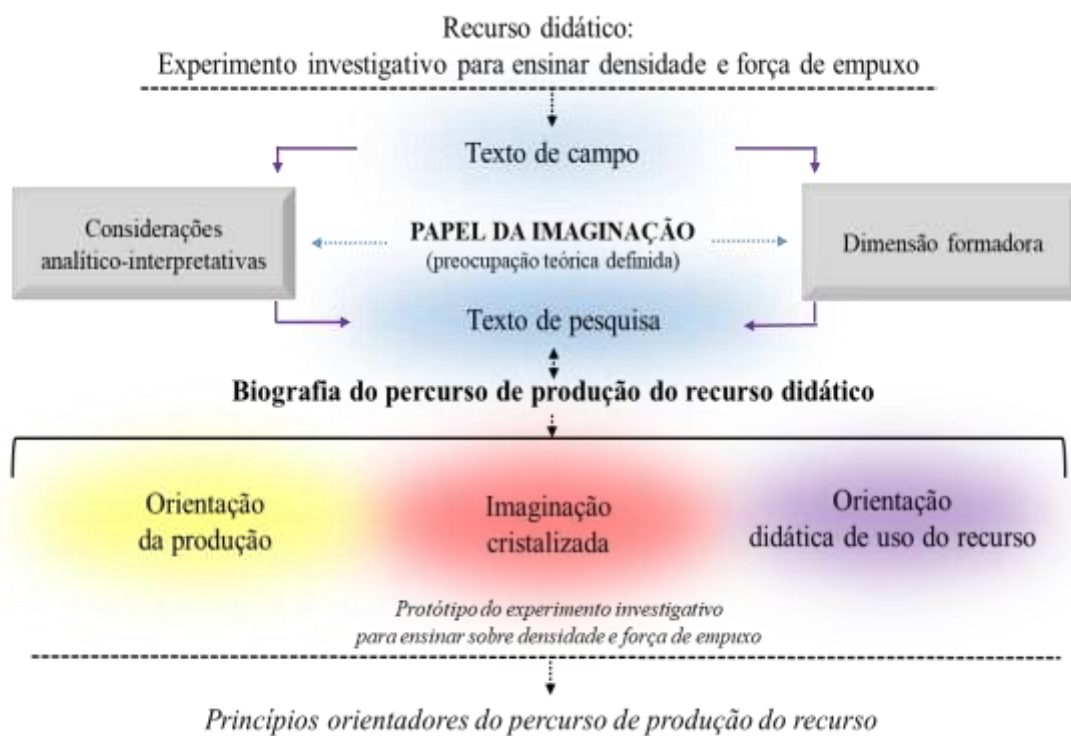 Recurso didático:
Experimento investigativo para ensinar densidade e força de empuxo
Texto de campo
Considerações
analítico-interpretativas
PAPEL DA IMAGINAÇÃO
(preocupação teórica definida)
Dimensão formadora
Texto de pesquisa
Biografia do percurso de produção do recurso didático
Orientação
da produção
Imaginação
cristalizada
Orientação
didática de uso do recurso
Protótipo do experimento investigativo
para ensinar sobre densidade e força de empuxo
Princípios orientadores do percurso de produção do recurso